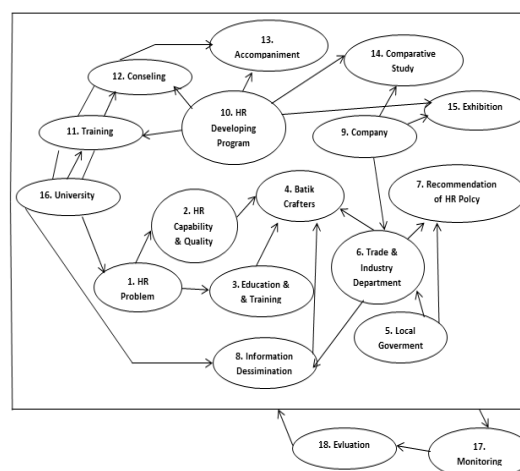 13.
Accompaniment
14. Comparative
Study
12. Conseling
10. HR
Developing
Program
15. Exhibition
11. Training
9. Company
16. University
4. Batik
Crafters
7. Recommendation
of HR Polcy
2. HR
Capability
& Quality
6. Trade &
Industry
Department
1. HR
Problem
3. Education &
& Training
5. Local
Goverment
8. Information
Dessimination
18. Evluation
17.
Monitoring